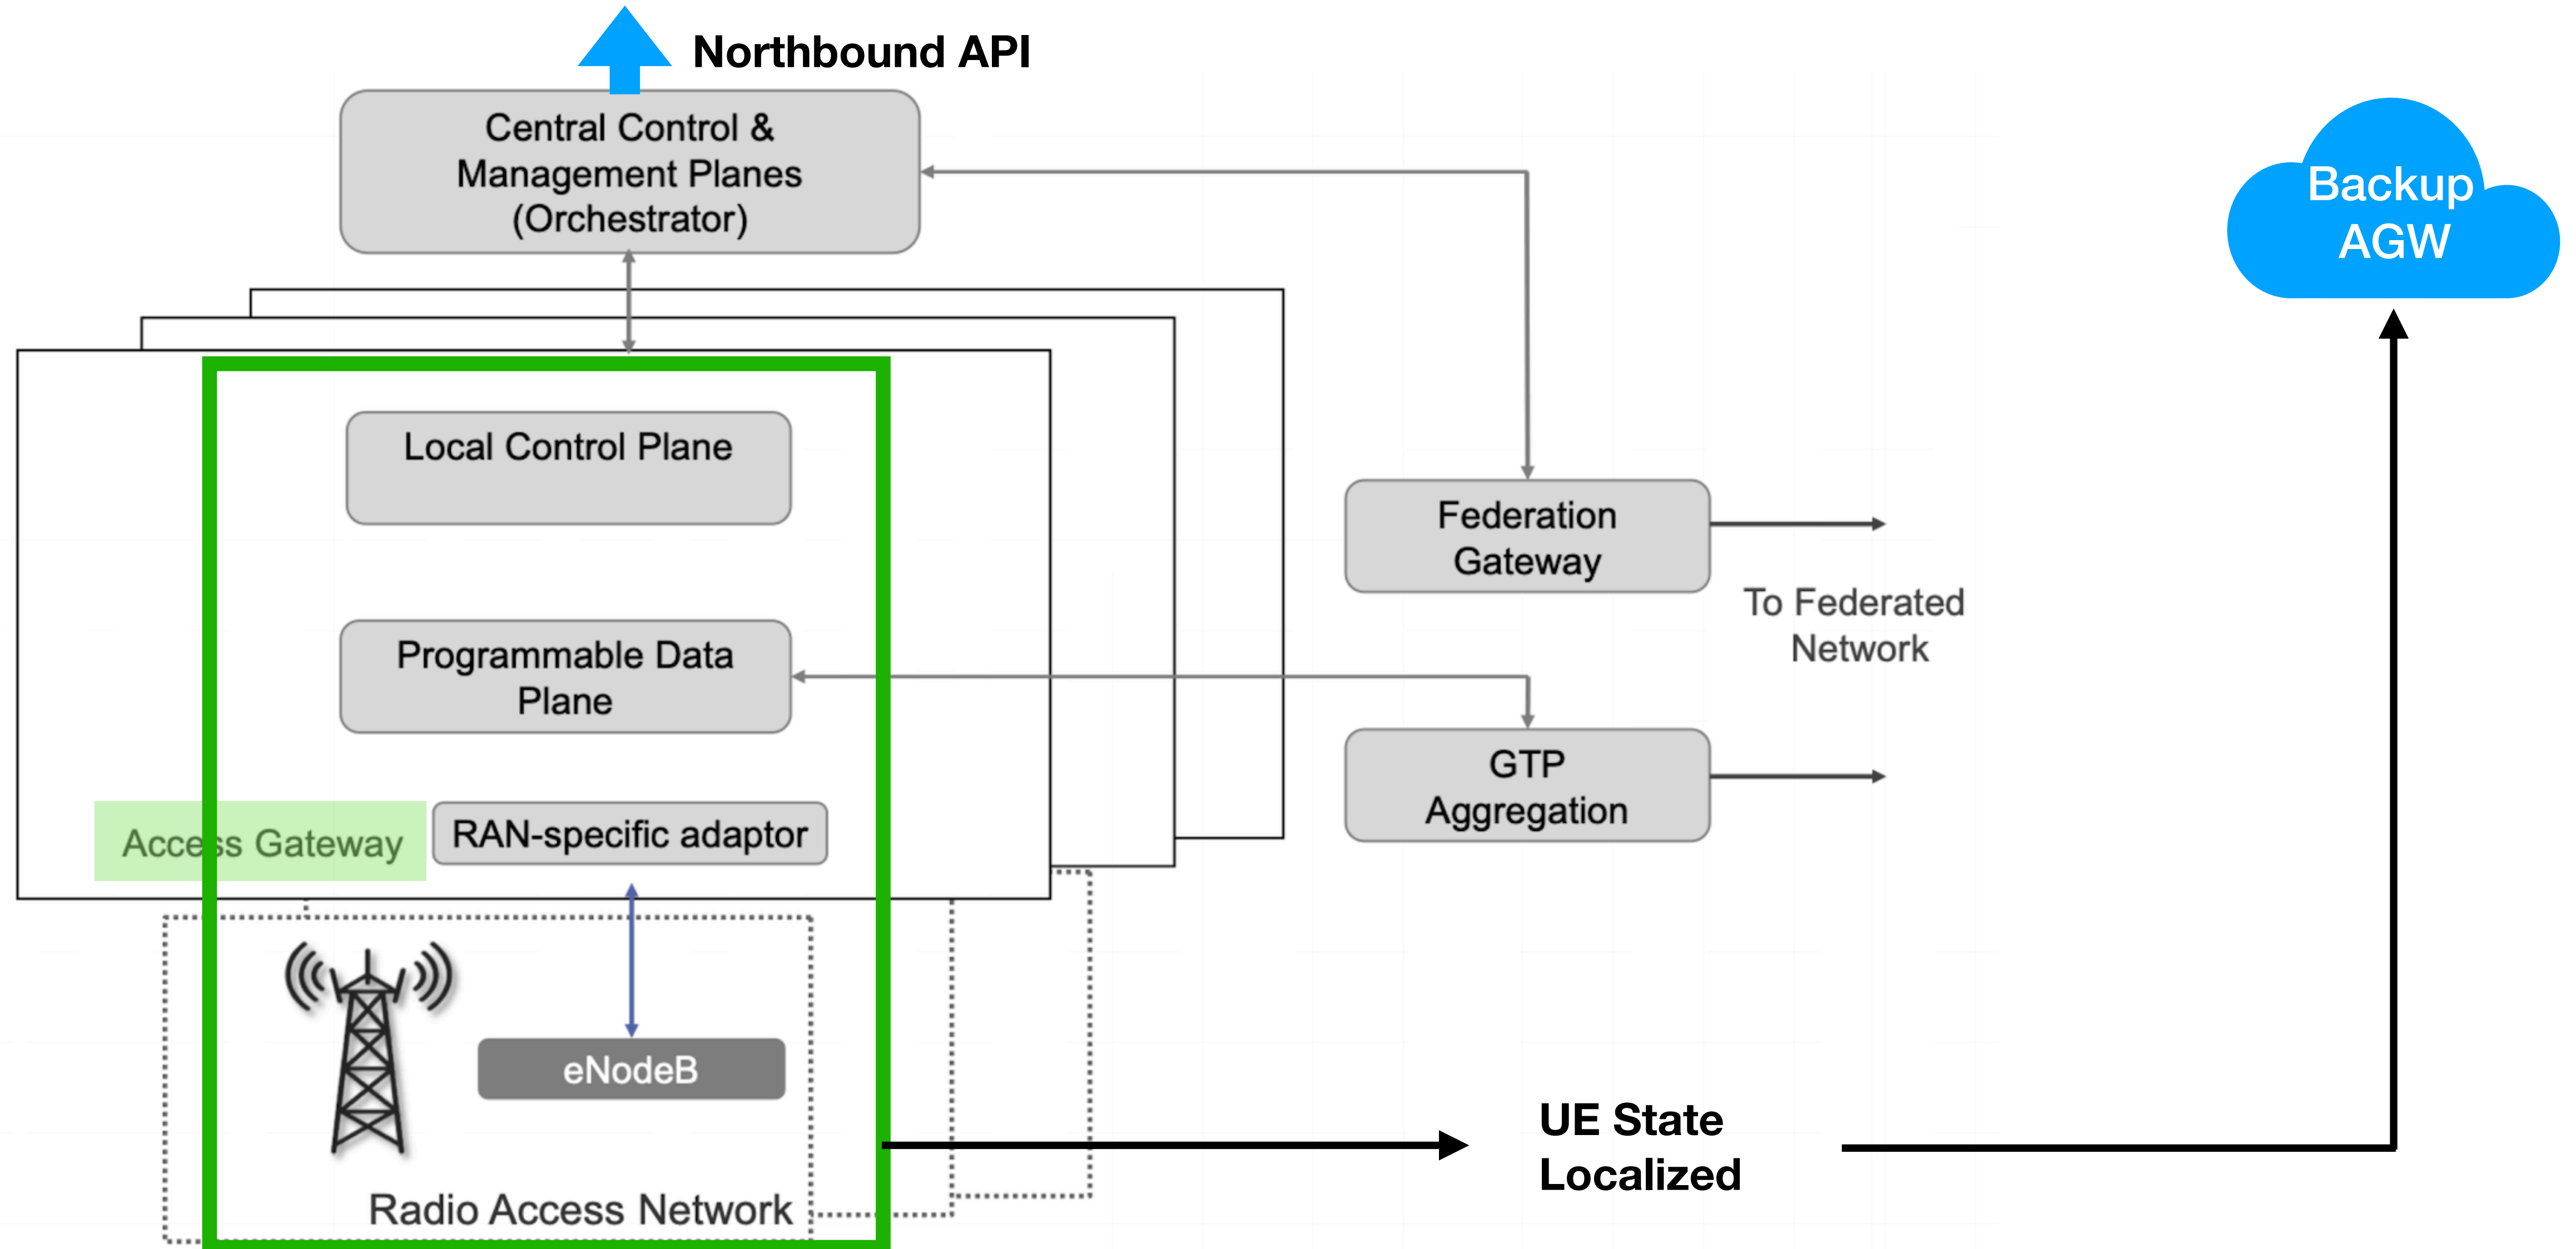 Northbound API
Central Control &
Management Planes
(Orchestrator)
Backup
AGW
Local Control Plane
Federation
Gateway
To Federated
Network
Programmable Data
Plane
GTP
Aggregation
Access Gateway
RAN-specific adaptor
eNodeB
UE State
Localized
Radio Access Network